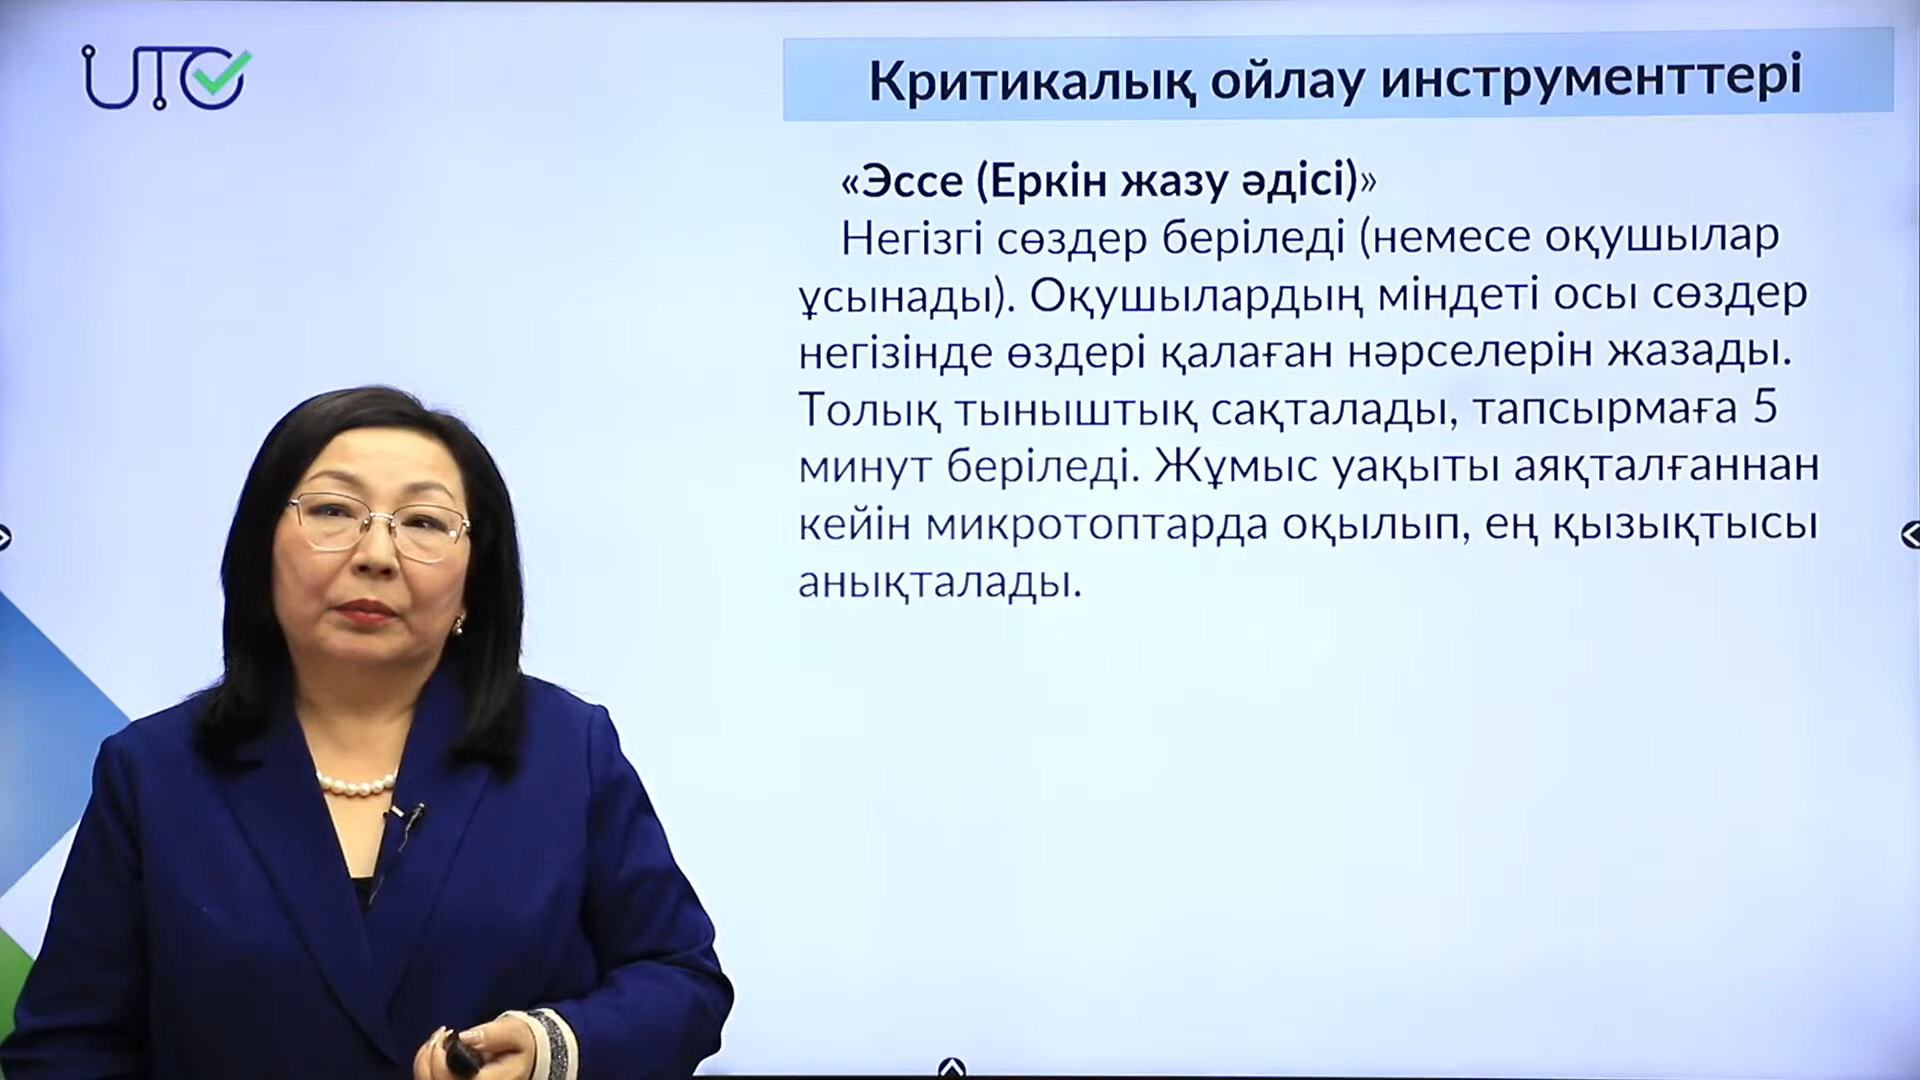 UTC
Критикалық ойлау инструменттері
«Эссе (Еркін жазу әдісі)»
Негізгі сөздер беріледі (немесе оқушылар
ұсынады). Оқушылардың міндеті осы сөздер
негізінде өздері қалаған нәрселерін жазады.
Толық тыныштық сақталады, тапсырмаға 5
минут беріледі. Жұмыс уақыты аяқталғаннан
кейін микротоптарда оқылып, ең қызықтысы
анықталады.